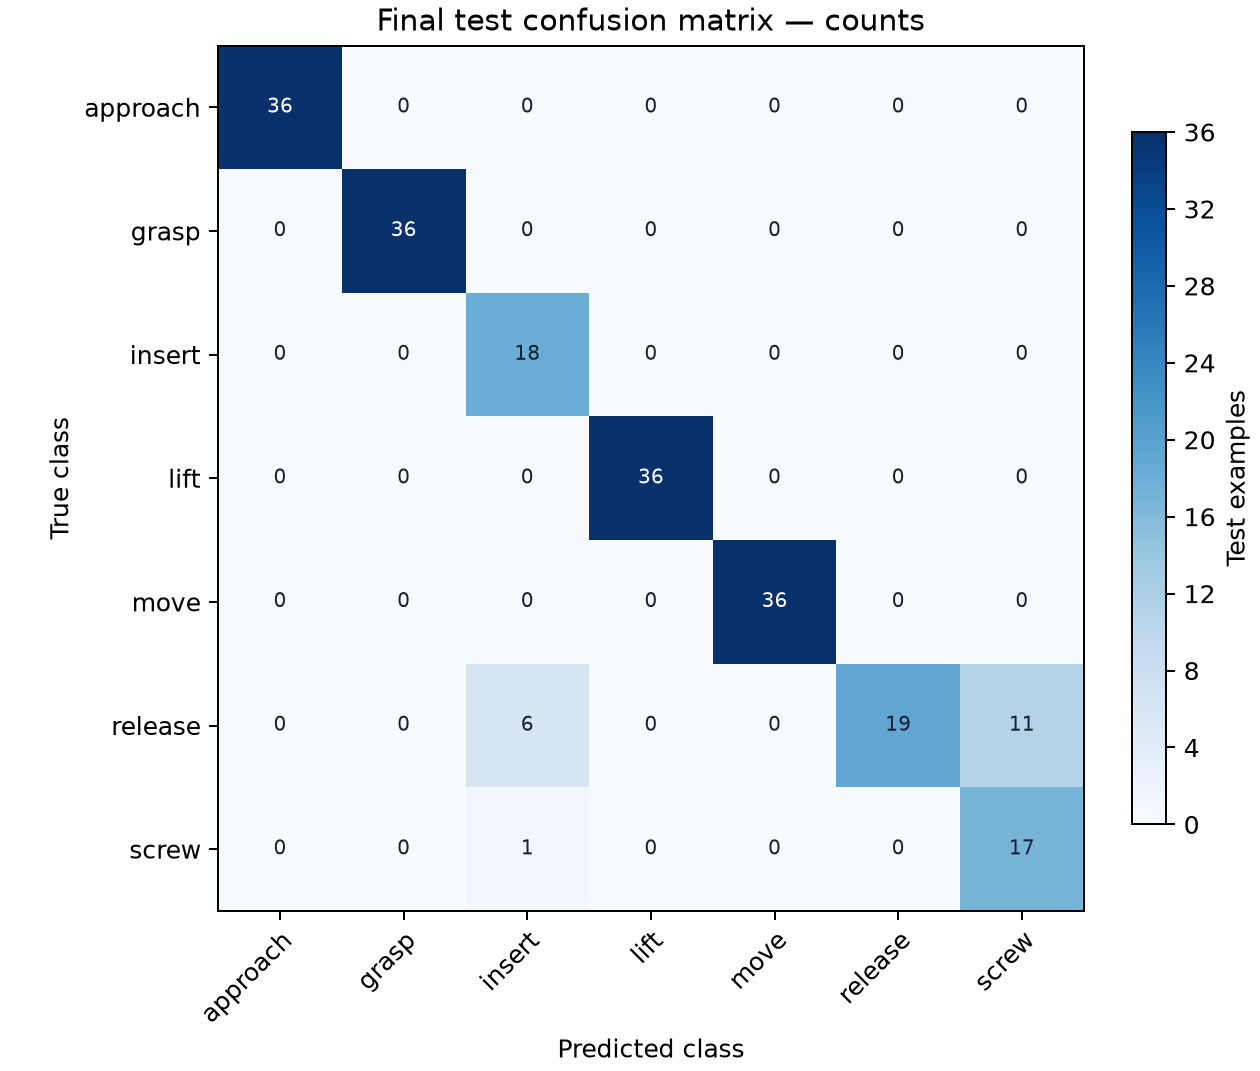 Final test confusion matrix — counts
approach 36 0 0 0 0 0 0
grasp 0 36 0 0 0 0 0
insert 0 0 18 0 0 0 0
lift 0 0 0 36 0 0 0
move 0 0 0 0 36 0 0
release 0 0 6 0 0 19 11
screw 0 0 1 0 0 0 17
approach grasp insert lift move release screw
Predicted class
True class
36
32
28
24
20
16
12
8
4
0
Test examples